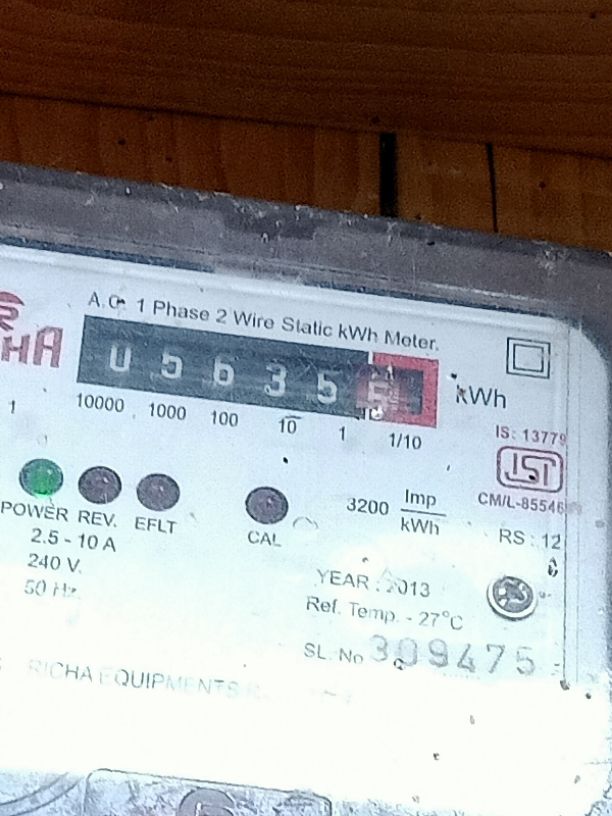 A.C. 1 Phase 2 Wire Static kWh Meter.
HA
0 5 6 3 5
kWh
1
10000 1000 100 10 1 1/10
IS: 13779
ISI
CM/L-85546
3200 Imp/kWh
RS : 12
POWER REV. EFLT
CAL
2.5 - 10 A
240 V.
50 Hz.
YEAR : 2013
Ref. Temp. - 27°C
SL. No 309475
RICHA EQUIPMENTS